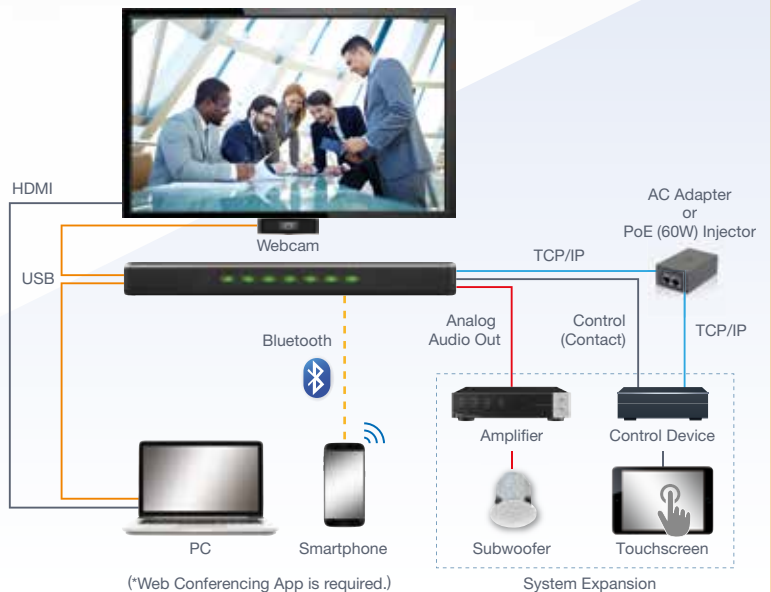 HDMI
Webcam
USB
AC Adapter
or
PoE (60W) Injector
TCP/IP
Bluetooth
Analog
Audio Out
Control
(Contact)
TCP/IP
Amplifier
Control Device
PC
Smartphone
Subwoofer
Touchscreen
(*Web Conferencing App is required.)
System Expansion